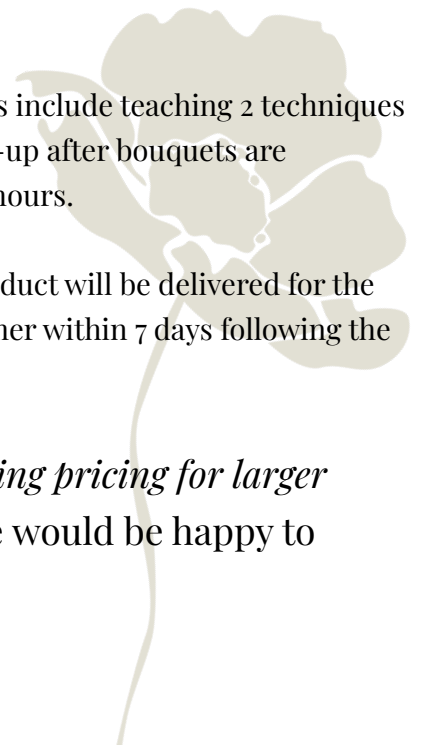 s include teaching 2 techniques
-up after bouquets are
hours.
duct will be delivered for the
ner within 7 days following the
ing pricing for larger
e would be happy to